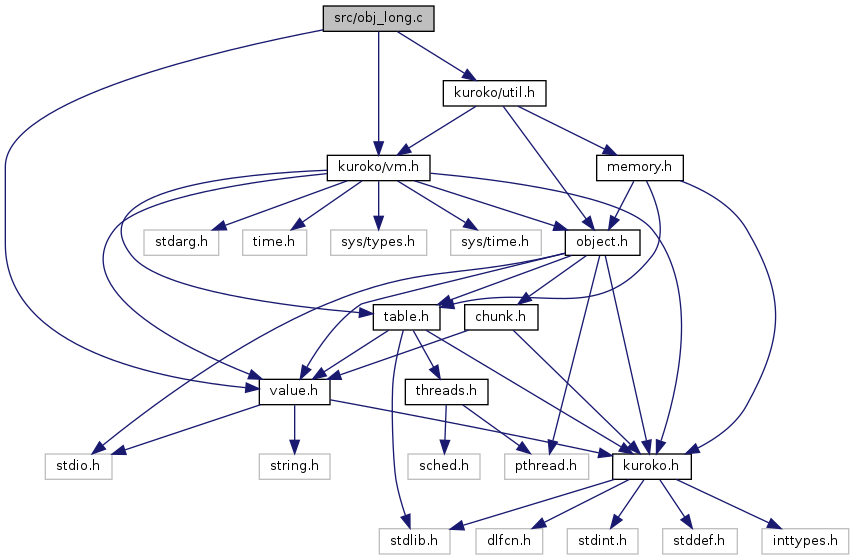 src/obj_long.c
kuroko/util.h
kuroko/vm.h
memory.h
stdarg.h
time.h
sys/types.h
sys/time.h
object.h
table.h
chunk.h
value.h
threads.h
stdio.h
string.h
sched.h
pthread.h
kuroko.h
stdlib.h
dlfcn.h
stdint.h
stddef.h
inttypes.h